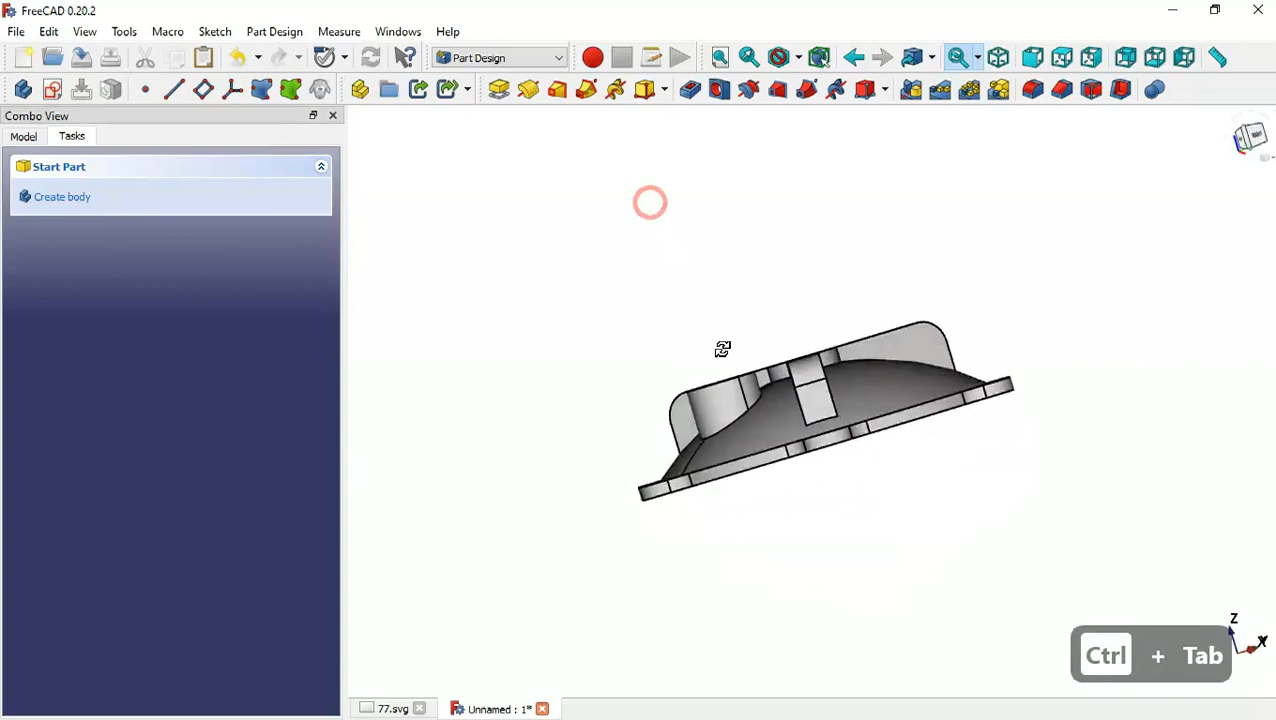 FreeCAD 0.20.2
File Edit View Tools Macro Sketch Part Design Measure Windows Help
Part Design
Combo View
Model Tasks
Start Part
Create body
Z
X
Ctrl + Tab
77.svg Unnamed : 1*